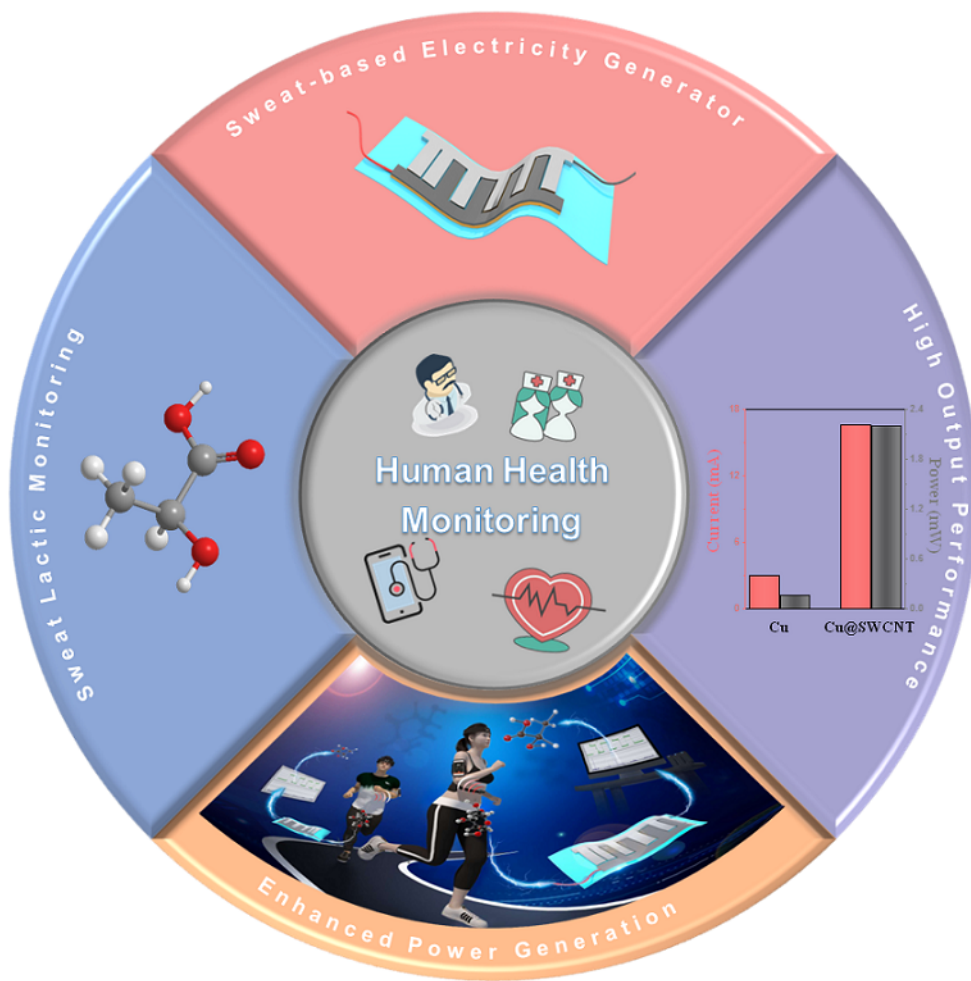 Sweat-based Electricity Generator
Sweat Lactic Monitoring
Human Health
Monitoring
High Output Performance
Current (mA)
18
12
6
0
Power (mW)
2.4
1.8
1.2
0.6
0.0
Cu
Cu@SWCNT
Enhanced Power Generation